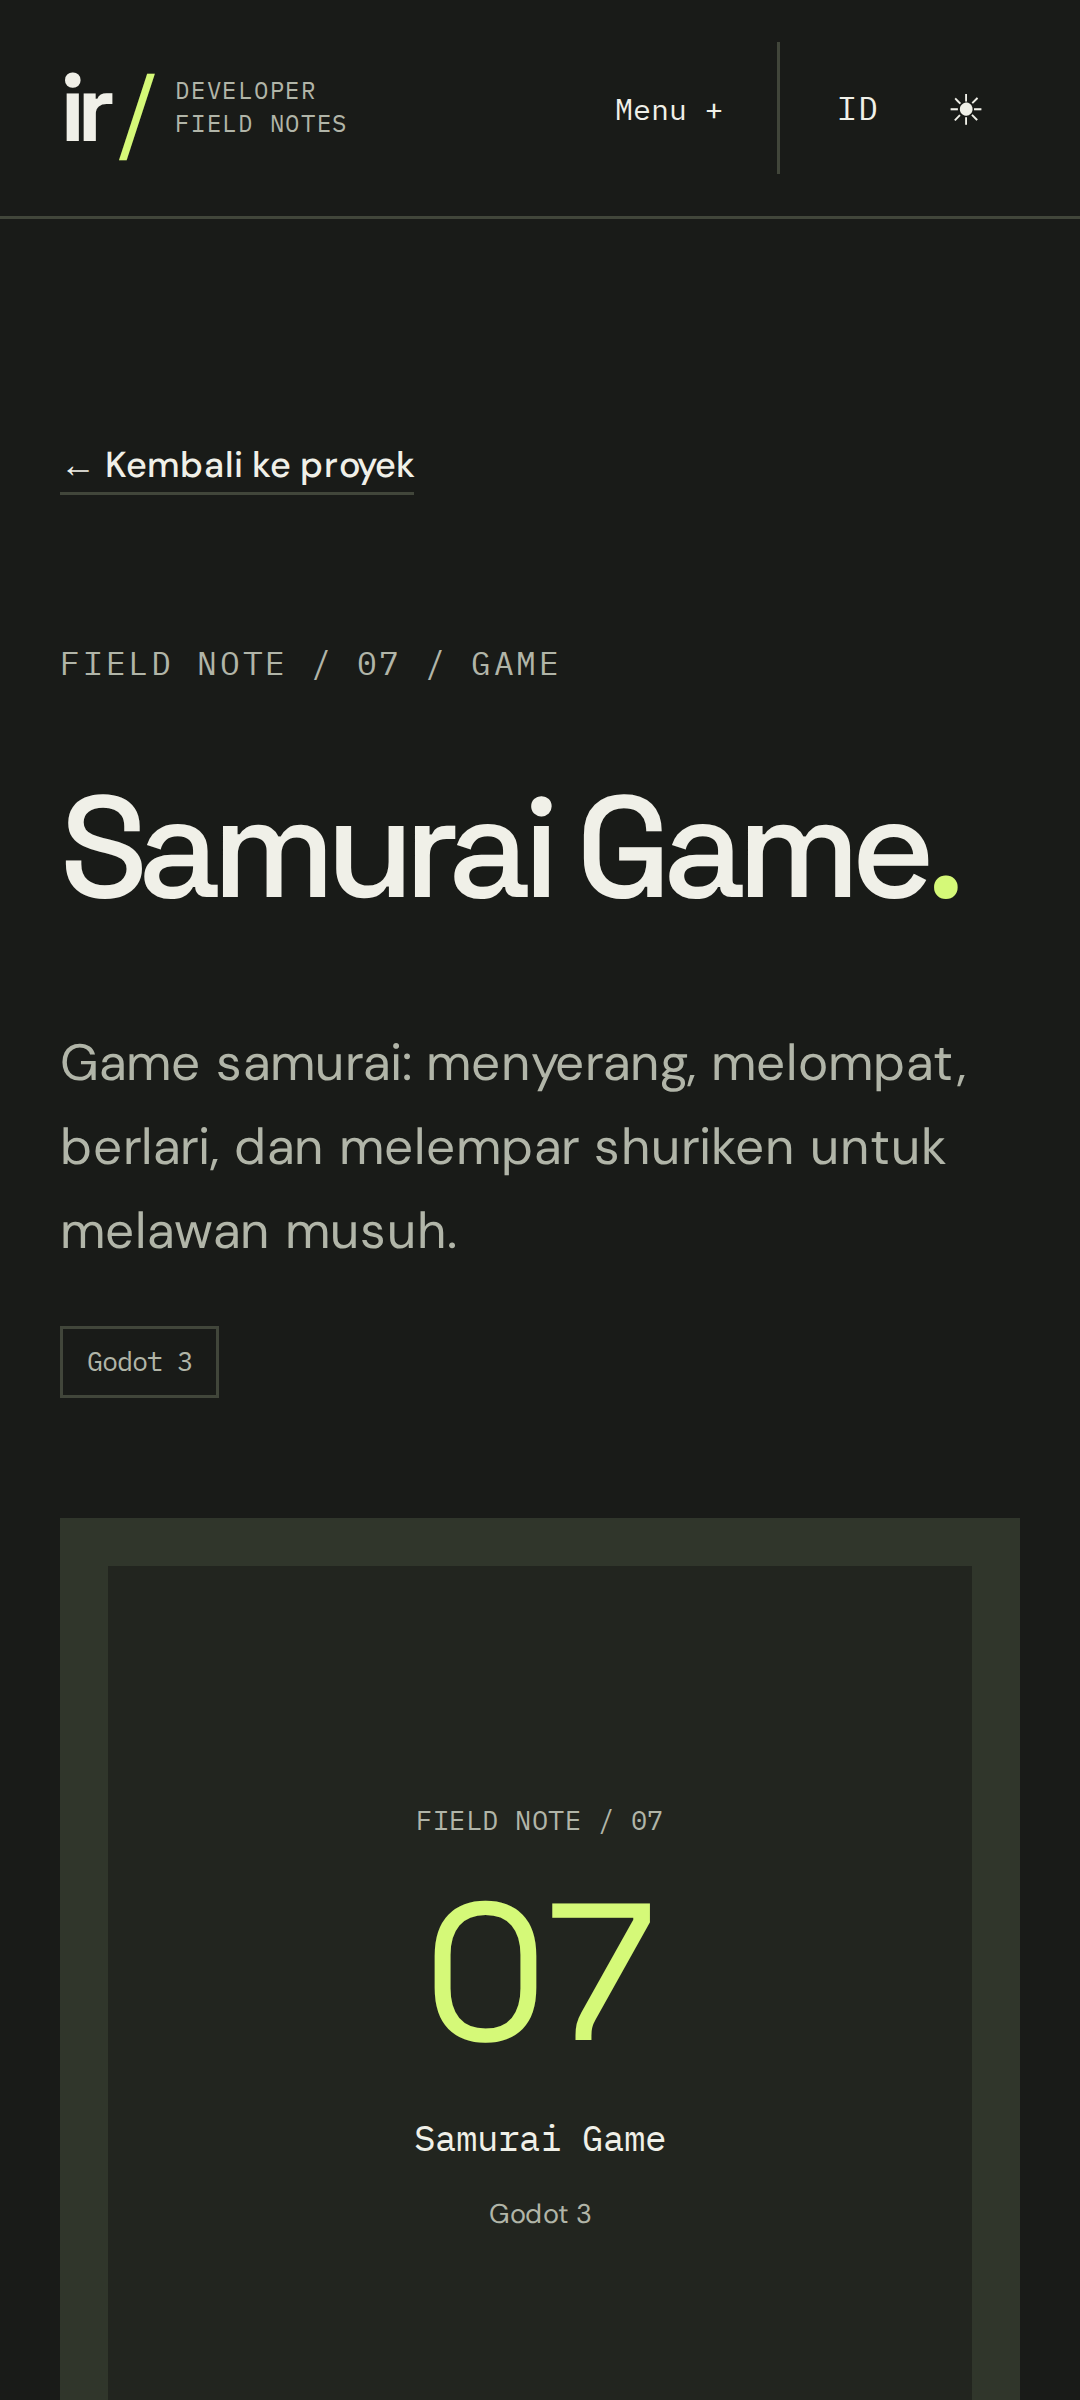 ir/
DEVELOPER
FIELD NOTES
Menu +
ID
← Kembali ke proyek
FIELD NOTE / 07 / GAME
Samurai Game.
Game samurai: menyerang, melompat,
berlari, dan melempar shuriken untuk
melawan musuh.
Godot 3
FIELD NOTE / 07
07
Samurai Game
Godot 3